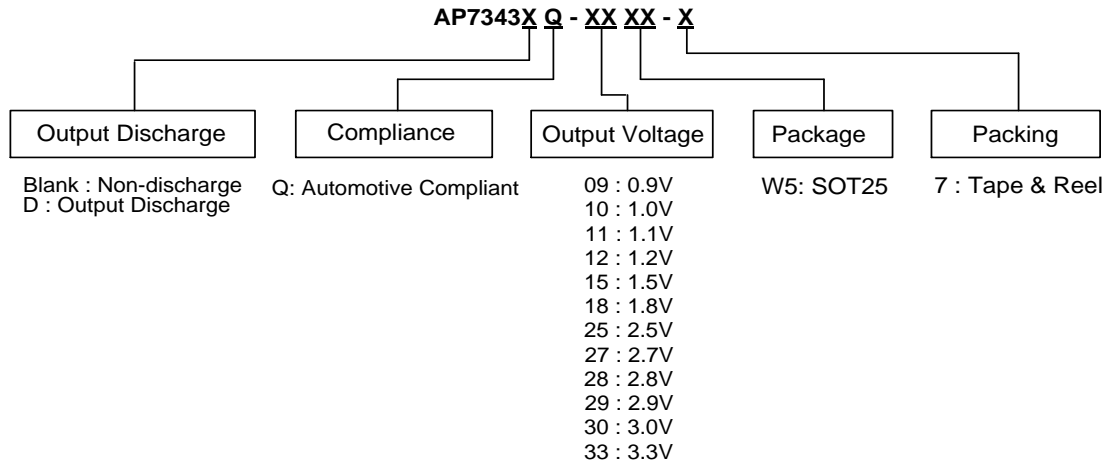 AP7343X Q - XX XX - X
Output Discharge
Compliance
Output Voltage
Package
Packing
Blank : Non-discharge
D : Output Discharge
Q: Automotive Compliant
09 : 0.9V
10 : 1.0V
11 : 1.1V
12 : 1.2V
15 : 1.5V
18 : 1.8V
25 : 2.5V
27 : 2.7V
28 : 2.8V
29 : 2.9V
30 : 3.0V
33 : 3.3V
W5: SOT25
7 : Tape & Reel